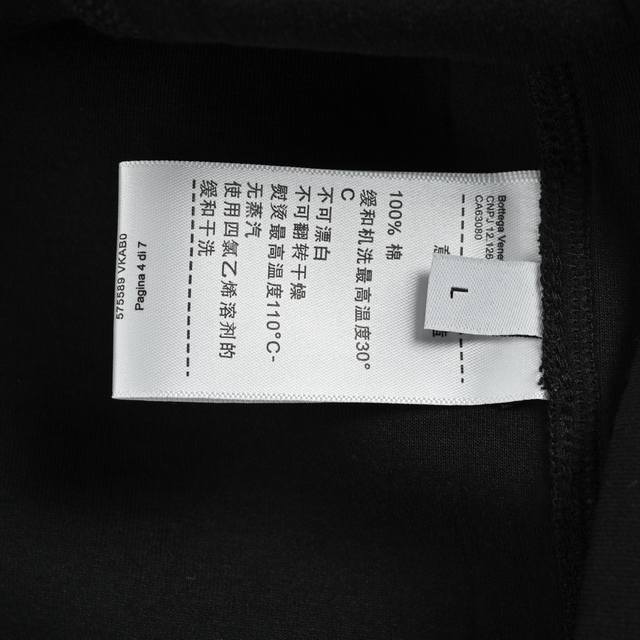 Bottega Vene
CNPJ 12.128
CA63080
L
100% 棉
缓和机洗最高温度30°
C
不可漂白
不可翻转干燥
熨烫最高温度110°C-
无蒸汽
使用四氯乙烯溶剂的
缓和干洗
575589 VKAB0
Pagina 4 di 7